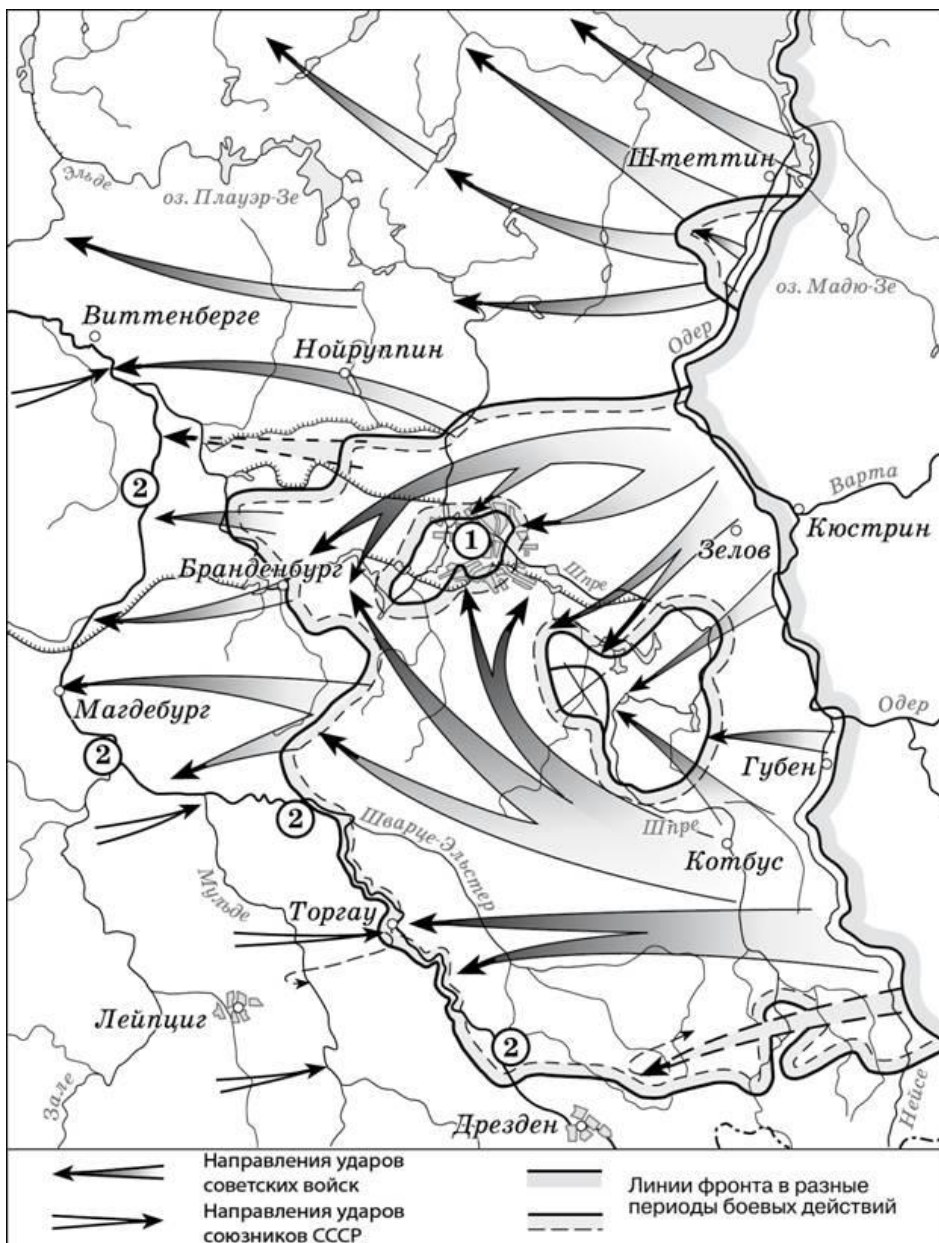 Штеттин
Эльде
оз. Плауэр-Зе
оз. Мадю-Зе
Виттенберге
Одер
Нойруппин
2
Варта
Кюстрин
1
Зелов
Бранденбург
Шпре
Магдебург
Одер
2
Губен
2
Шварце-Эльстер
Шпре
Котбус
Мульде
Торгау
Лейпциг
2
Зале
Дрезден
Нейсе
Направления ударов
советских войск
Направления ударов
союзников СССР
Линии фронта в разные
периоды боевых действий